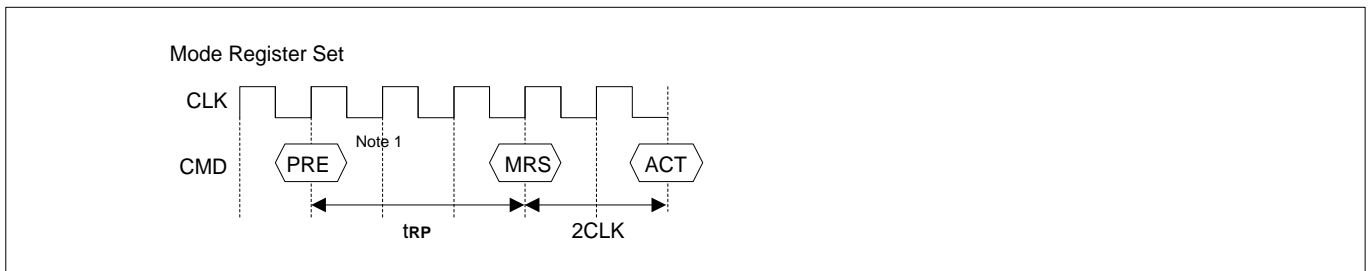 Mode Register Set
CLK
Note 1
CMD PRE MRS ACT
tRP 2CLK